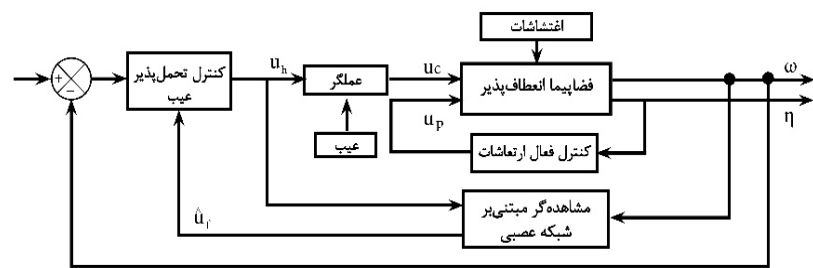 اغتشاشات
کنترل تحمل‌پذیر
عیب
u_h
عملگر
u_c
فضاپیما انعطاف‌پذیر
ω
η
u_p
عیب
کنترل فعال ارتعاشات
مشاهده‌گر مبتنی‌بر
شبکه عصبی
û_f
+
−